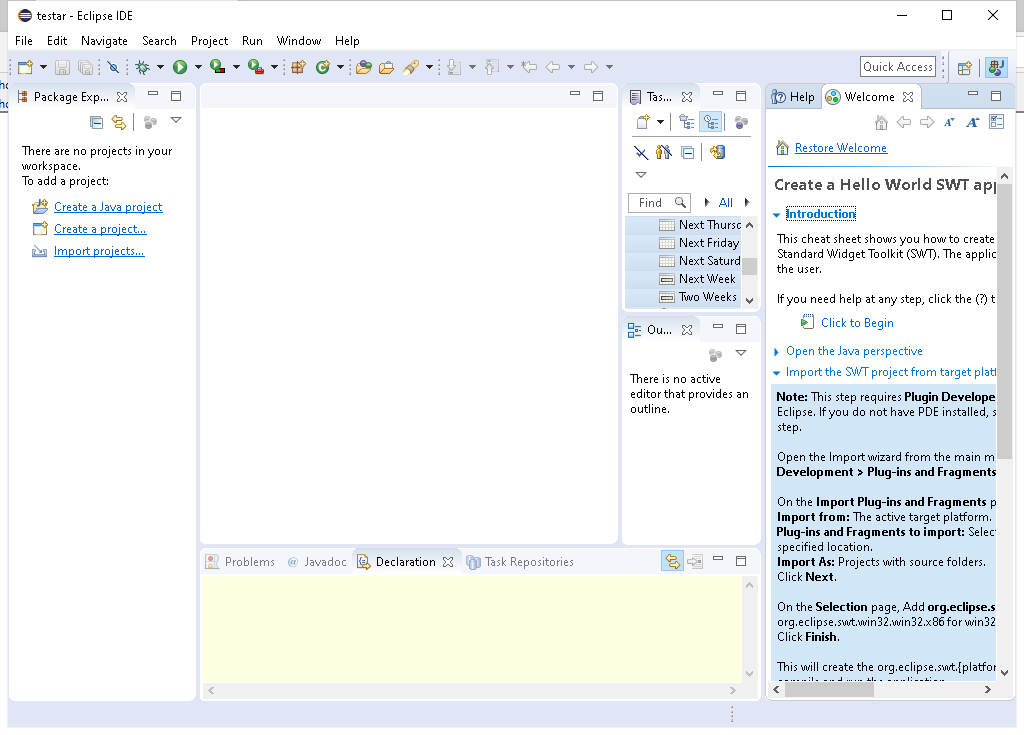 testar - Eclipse IDE
File Edit Navigate Search Project Run Window Help
Quick Access
Package Exp...
There are no projects in your
workspace.
To add a project:
Create a Java project
Create a project...
Import projects...
Tas...
Find
All
Next Thurs
Next Friday
Next Saturd
Next Week
Two Weeks
Ou...
There is no active
editor that provides an
outline.
Problems
@ Javadoc
Declaration
Task Repositories
Help
Welcome
Restore Welcome
Create a Hello World SWT app
Introduction
This cheat sheet shows you how to create
Standard Widget Toolkit (SWT). The applic
the user.
If you need help at any step, click the (?) t
Click to Begin
Open the Java perspective
Import the SWT project from target platf
Note: This step requires Plugin Develope
Eclipse. If you do not have PDE installed, s
step.
Open the Import wizard from the main m
Development > Plug-ins and Fragments
On the Import Plug-ins and Fragments p
Import from: The active target platform.
Plug-ins and Fragments to import: Selec
specified location.
Import As: Projects with source folders.
Click Next.
On the Selection page, Add org.eclipse.s
org.eclipse.swt.win32.win32.x86 for win32
Click Finish.
This will create the org.eclipse.swt.{platfor
compile and run the application